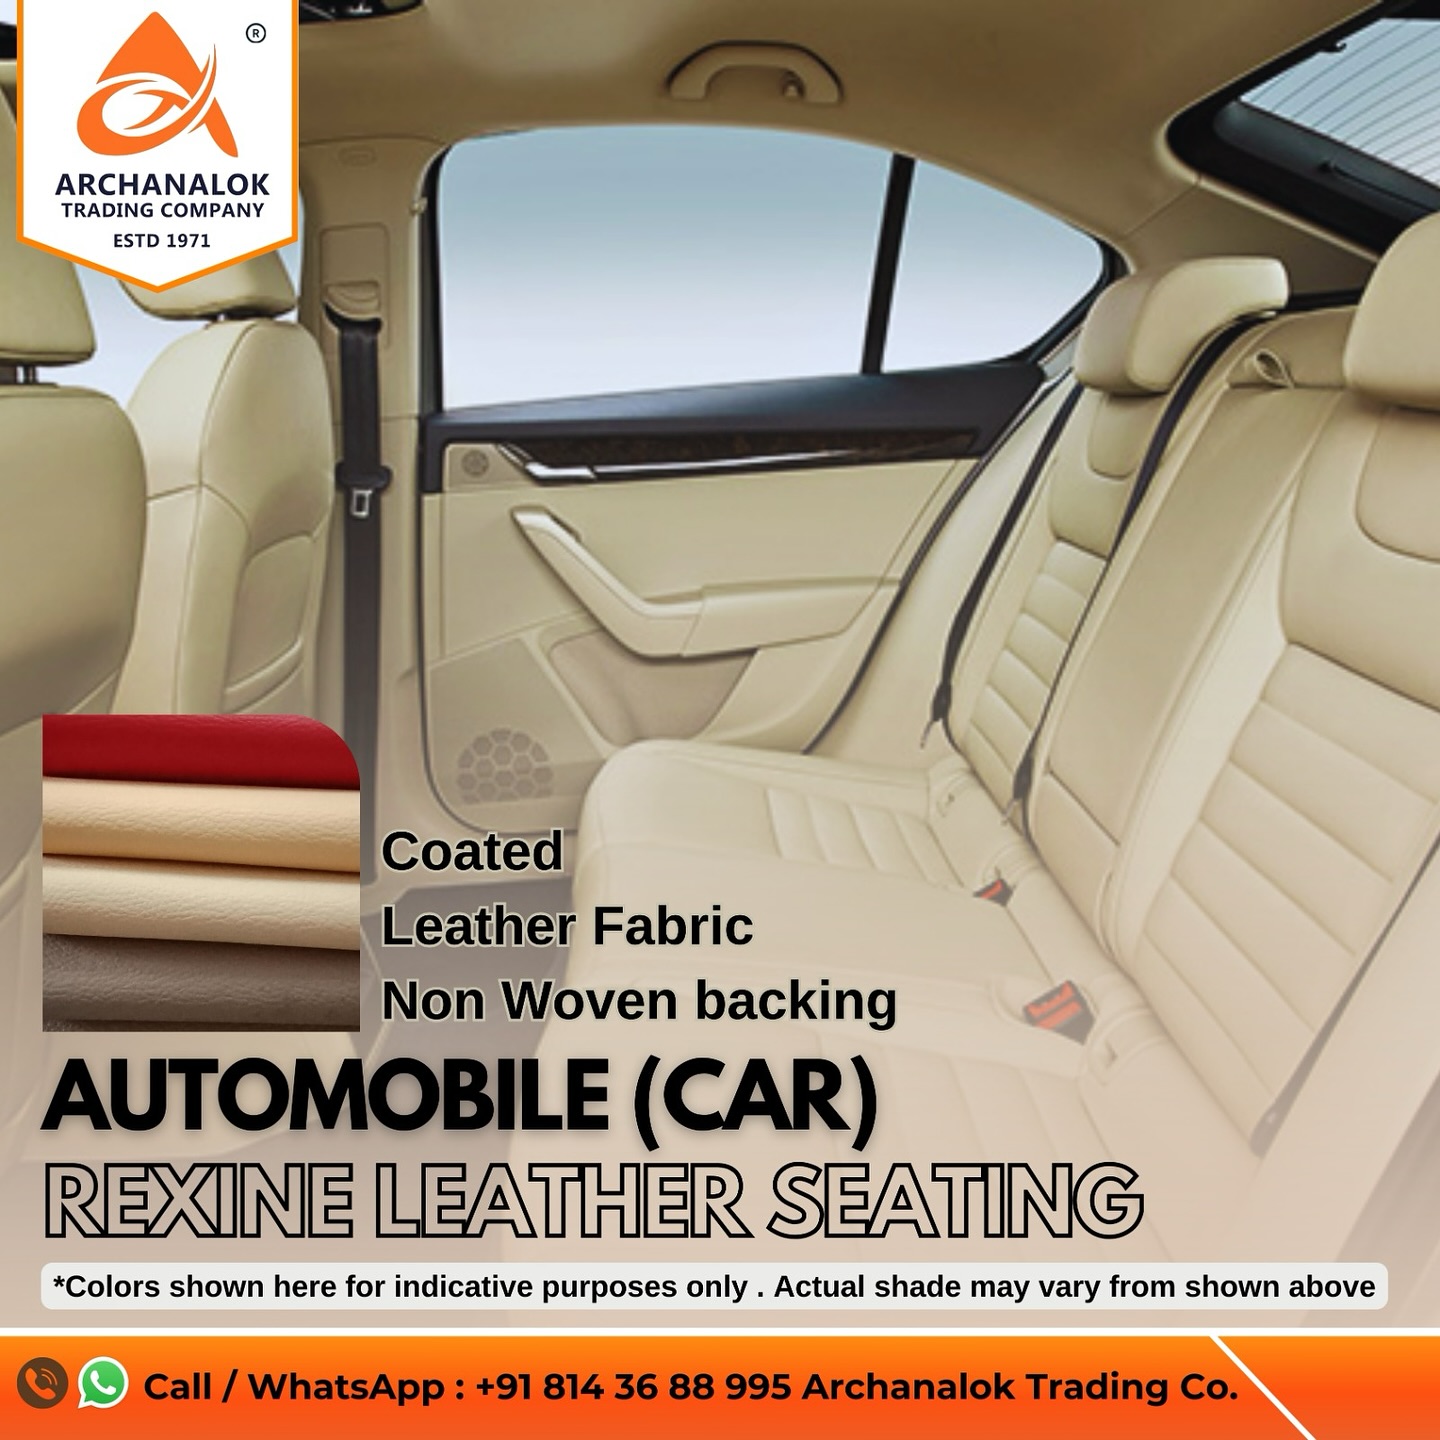 ®
ARCHANALOK
TRADING COMPANY
ESTD 1971
Coated
Leather Fabric
Non Woven backing
AUTOMOBILE (CAR)
REXINE LEATHER SEATING
*Colors shown here for indicative purposes only . Actual shade may vary from shown above
Call / WhatsApp : +91 814 36 88 995 Archanalok Trading Co.